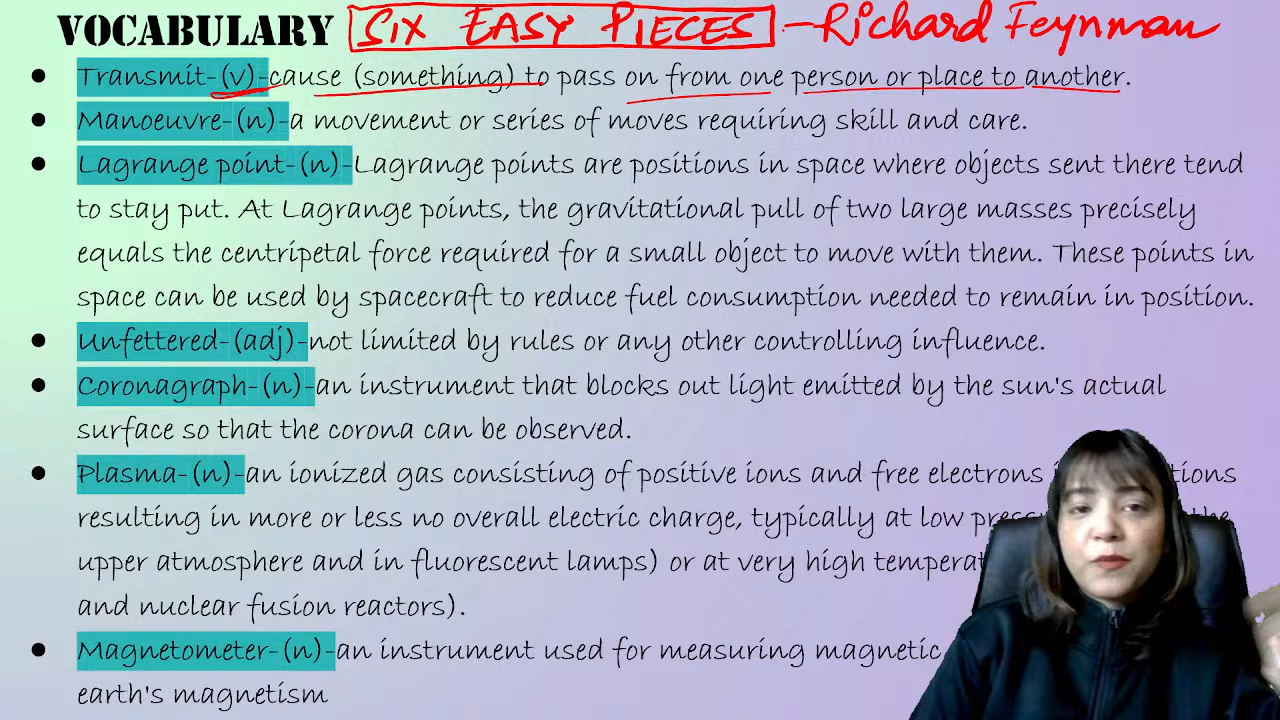 VOCABULARY SIX EASY PIECES - Richard Feynman
● Transmit-(v)-cause (something) to pass on from one person or place to another.
● Manoeuvre-(n)-a movement or series of moves requiring skill and care.
● Lagrange point-(n)-Lagrange points are positions in space where objects sent there tend
to stay put. At Lagrange points, the gravitational pull of two large masses precisely
equals the centripetal force required for a small object to move with them. These points in
space can be used by spacecraft to reduce fuel consumption needed to remain in position.
● Unfettered-(adj)-not limited by rules or any other controlling influence.
● Coronagraph-(n)-an instrument that blocks out light emitted by the sun's actual
surface so that the corona can be observed.
● Plasma-(n)-an ionized gas consisting of positive ions and free electrons
resulting in more or less no overall electric charge, typically at low
upper atmosphere and in fluorescent lamps) or at very high
and nuclear fusion reactors).
● Magnetometer-(n)-an instrument used for measuring magnetic
earth's magnetism